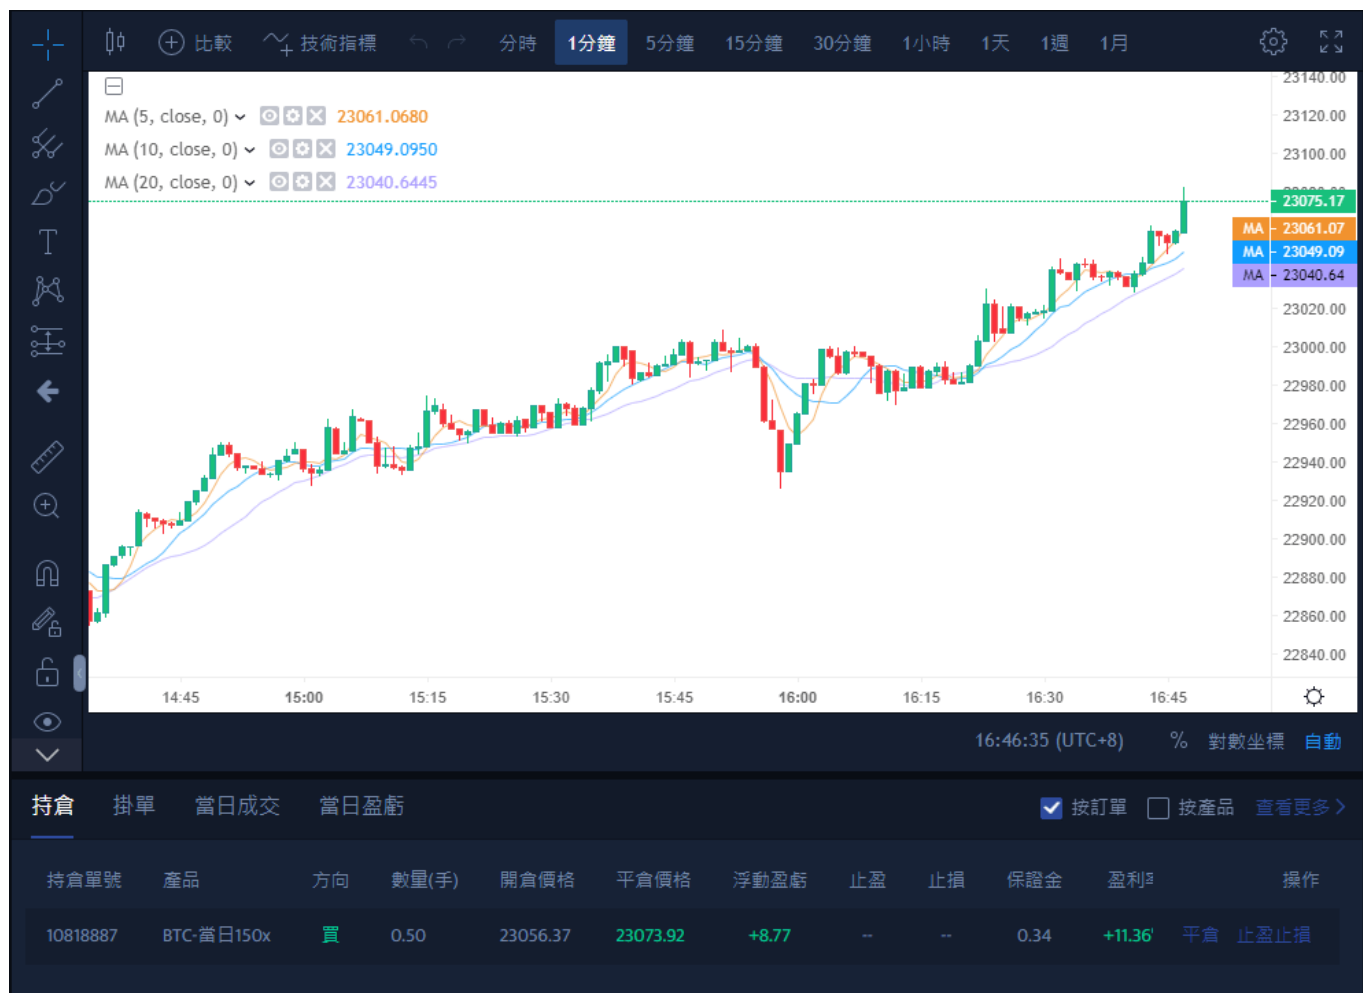 比較 技術指標 分時 1分鐘 5分鐘 15分鐘 30分鐘 1小時 1天 1週 1月
MA (5, close, 0) 23061.0680
MA (10, close, 0) 23049.0950
MA (20, close, 0) 23040.6445
23140.00
23120.00
23100.00
23075.17
MA 23061.07
MA 23049.09
MA 23040.64
23020.00
23000.00
22980.00
22960.00
22940.00
22920.00
22900.00
22880.00
22860.00
22840.00
14:45 15:00 15:15 15:30 15:45 16:00 16:15 16:30 16:45
16:46:35 (UTC+8) % 對數坐標 自動
持倉 掛單 當日成交 當日盈虧 按訂單 按產品 查看更多
持倉單號 產品 方向 數量(手) 開倉價格 平倉價格 浮動盈虧 止盈 止損 保證金 盈利 操作
10818887 BTC-當日150x 買 0.50 23056.37 23073.92 +8.77 -- -- 0.34 +11.36 平倉 止盈止損